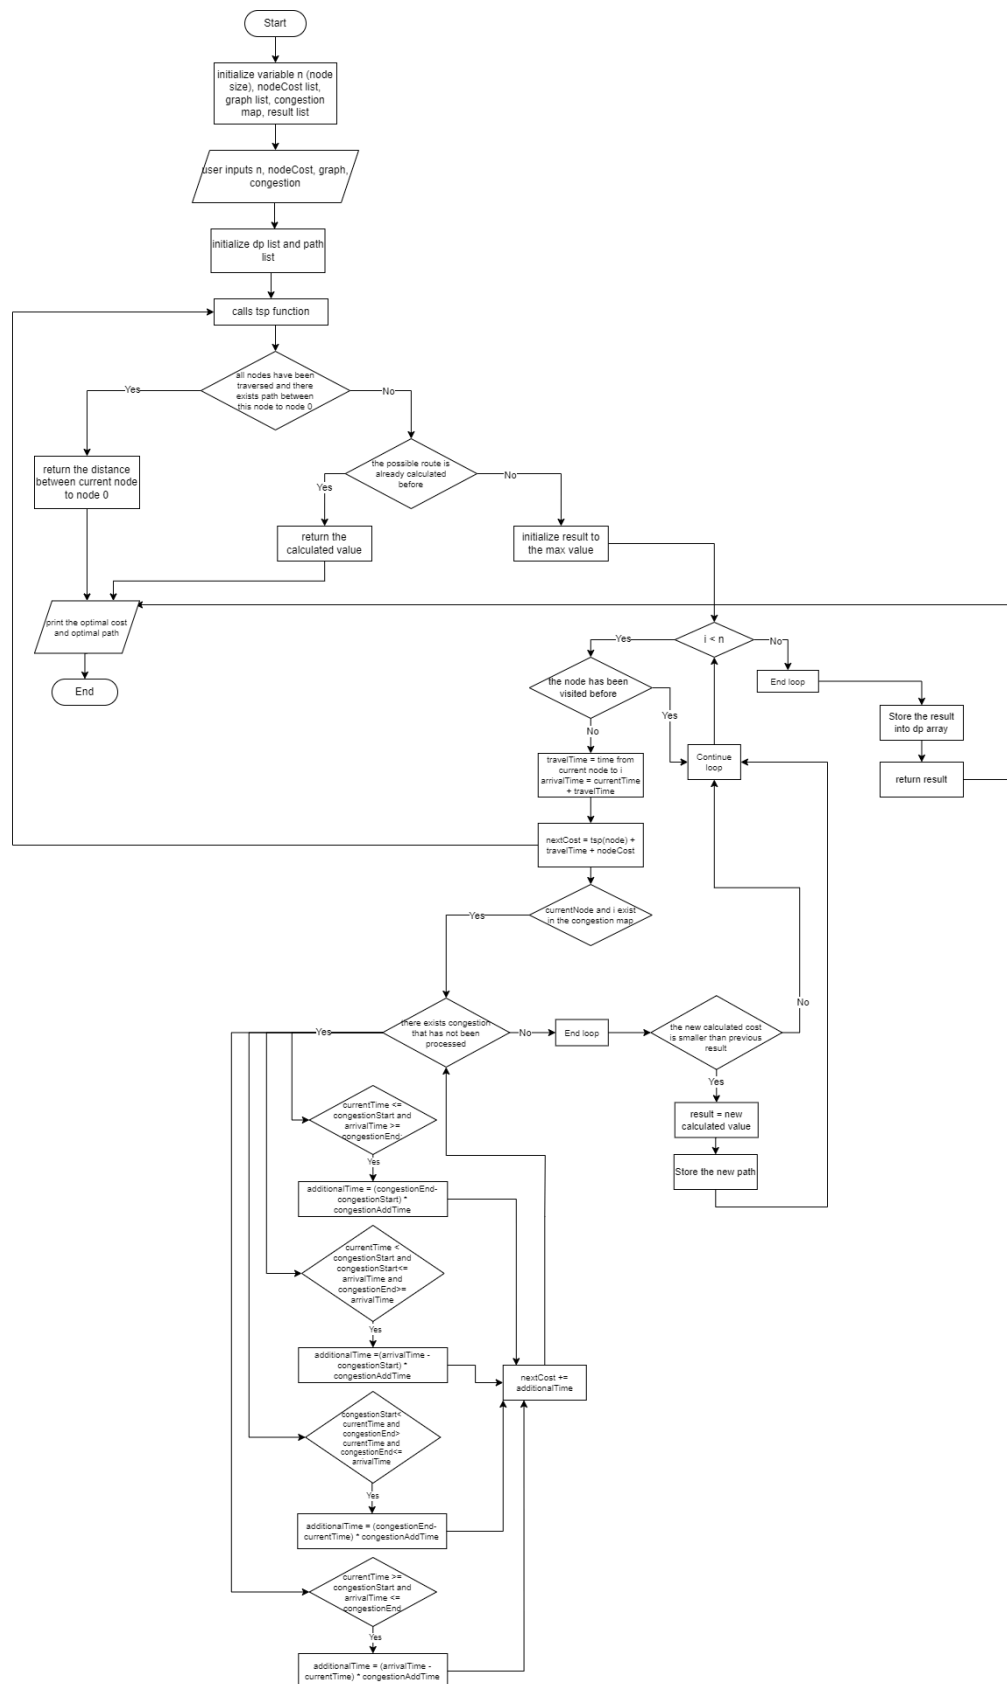 Start
initialize variable n (node
size), nodeCost list,
graph list, congestion
map, result list
user inputs n, nodeCost, graph,
congestion
initialize dp list and path
list
calls tsp function
all nodes have been
traversed and there
exists path between
this node to node 0
Yes
No
return the distance
between current node
to node 0
the possible route is
already calculated
before
Yes
No
return the
calculated value
initialize result to
the max value
print the optimal cost
and optimal path
End
i < n
Yes
No
End loop
the node has been
visited before
Yes
No
Store the result
into dp array
return result
Continue
loop
travelTime = time from
current node to i
arrivalTime = currentTime
+ travelTime
nextCost = tsp(node) +
travelTime + nodeCost
currentNode and i exist
in the congestion map
Yes
there exists congestion
that has not been
processed
Yes
No
End loop
the new calculated cost
is smaller than previous
result
No
Yes
result = new
calculated value
Store the new path
currentTime <=
congestionStart and
arrivalTime >=
congestionEnd:
Yes
additionalTime = (congestionEnd-
congestionStart) *
congestionAddTime
currentTime <
congestionStart and
congestionStart<=
arrivalTime and
congestionEnd>=
arrivalTime
Yes
additionalTime =(arrivalTime -
congestionStart) *
congestionAddTime
nextCost +=
additionalTime
congestionStart<
currentTime and
congestionEnd>
currentTime and
congestionEnd<=
arrivalTime
Yes
additionalTime = (congestionEnd-
currentTime) * congestionAddTime
currentTime >=
congestionStart and
arrivalTime <=
congestionEnd
Yes
additionalTime = (arrivalTime -
currentTime) * congestionAddTime